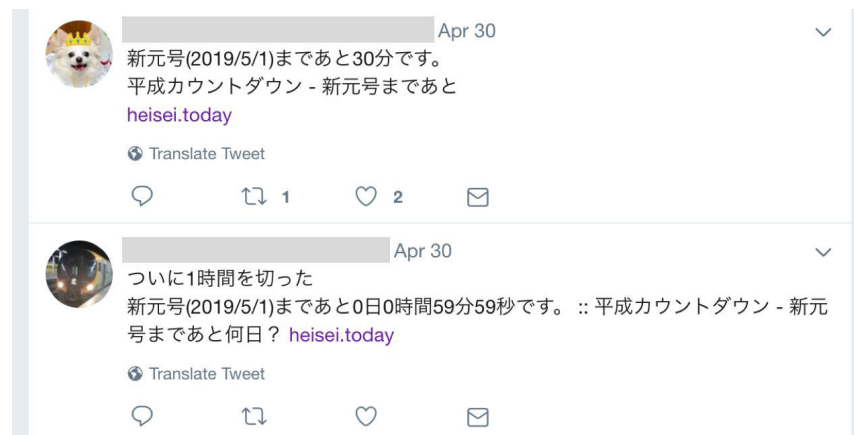 Apr 30
新元号(2019/5/1)まであと30分です。
平成カウントダウン - 新元号まであと
heisei.today
Translate Tweet
1 2
Apr 30
ついに1時間を切った
新元号(2019/5/1)まであと0日0時間59分59秒です。 :: 平成カウントダウン - 新元
号まであと何日？ heisei.today
Translate Tweet